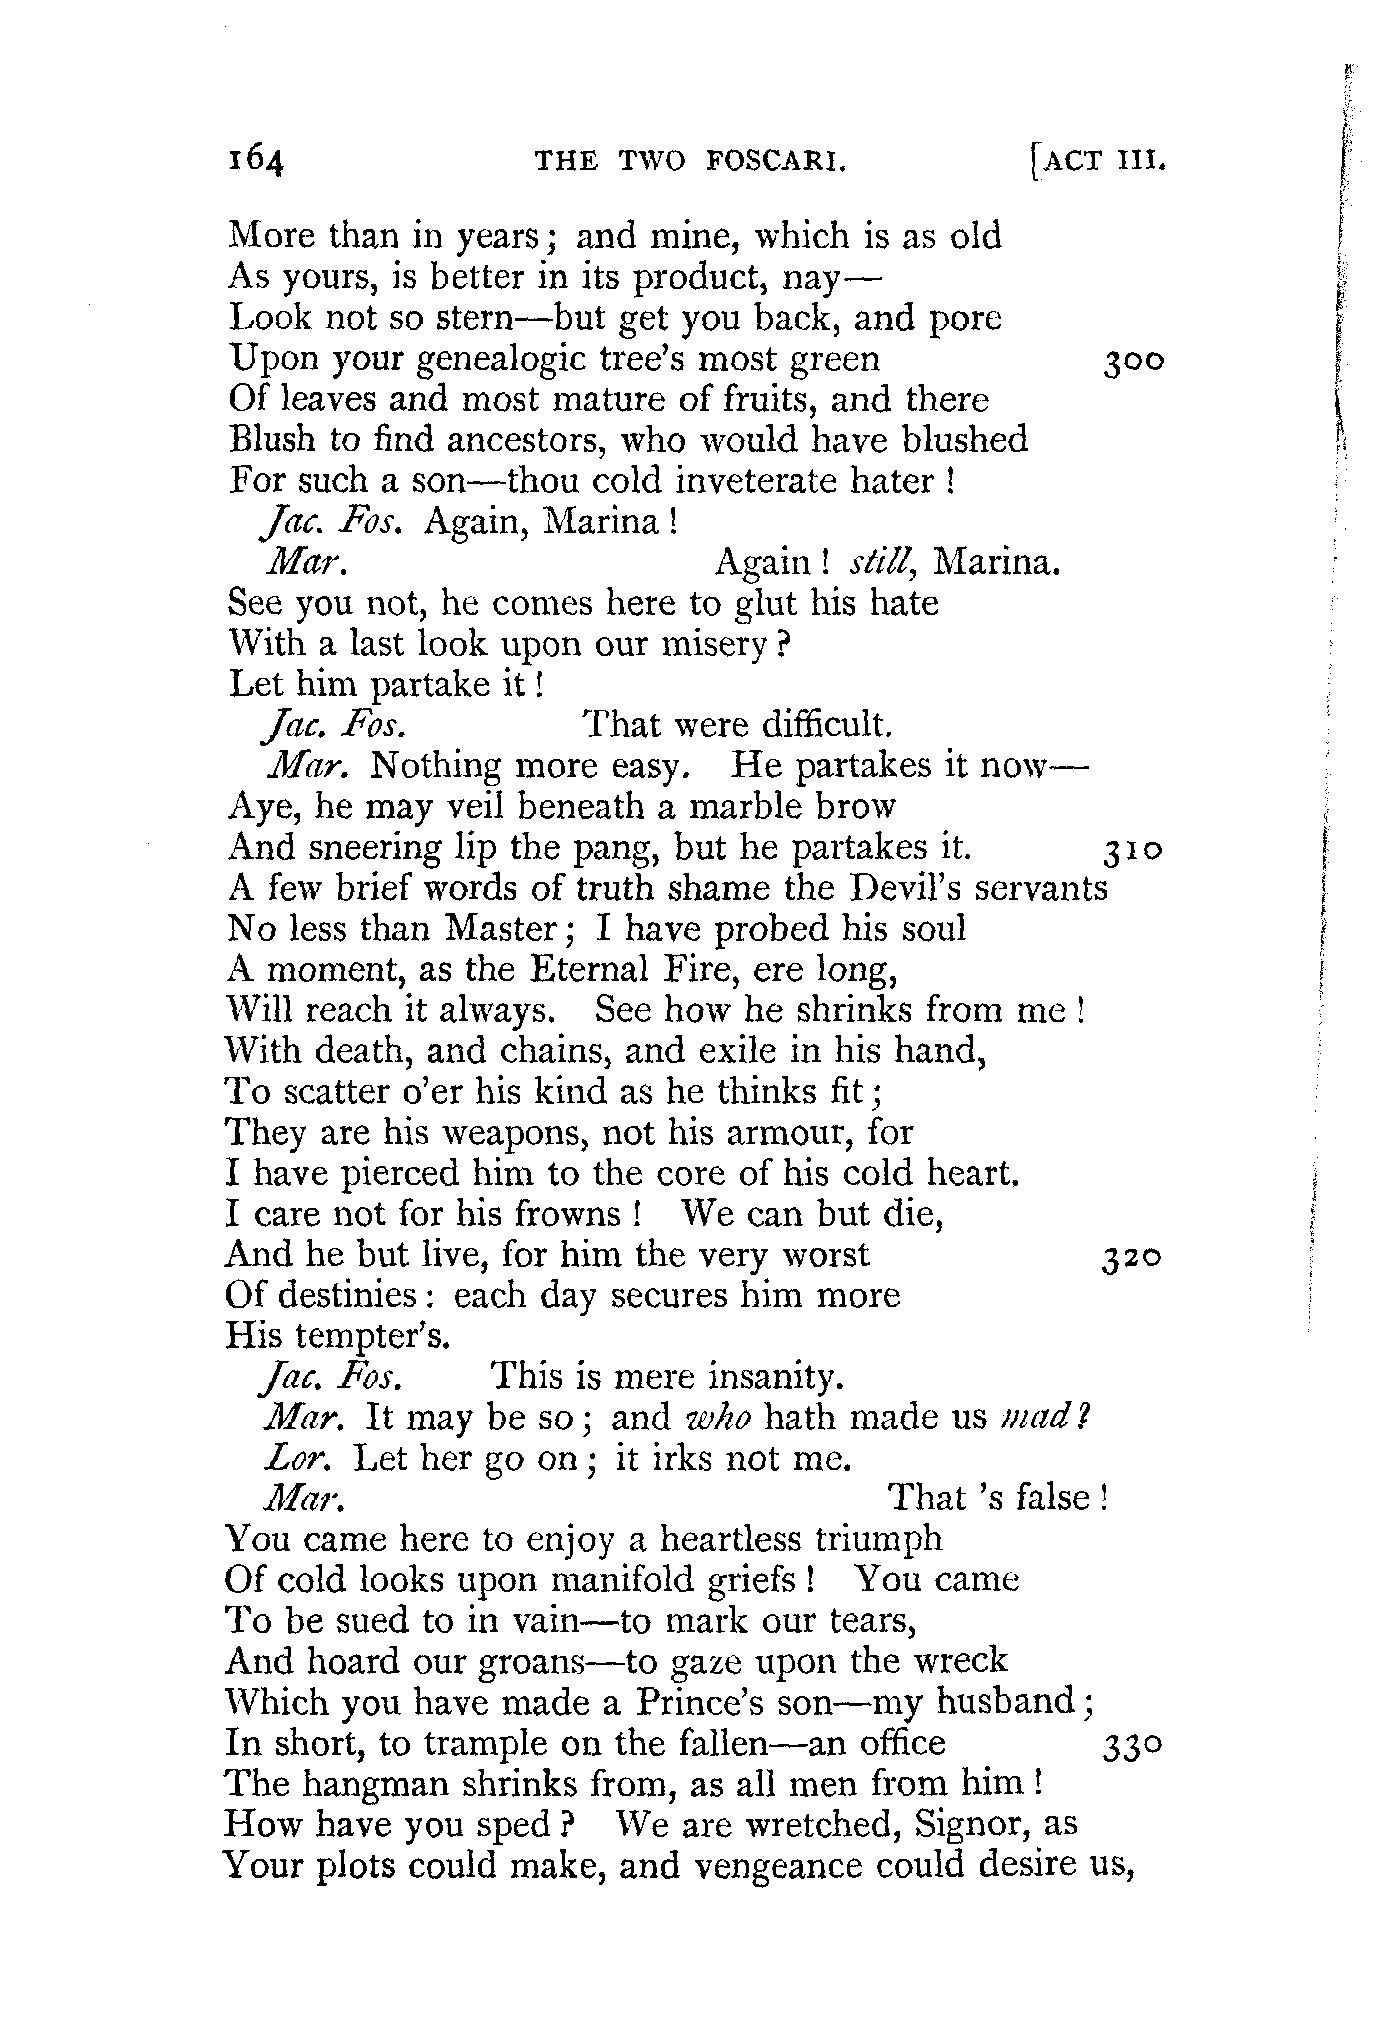 164 THE TWO FOSCARI. [ACT III.
More than in years; and mine, which is as old
As yours, is better in its product, nay—
Look not so stern—but get you back, and pore
Upon your genealogic tree's most green 300
Of leaves and most mature of fruits, and there
Blush to find ancestors, who would have blushed
For such a son—thou cold inveterate hater!
Jac. Fos. Again, Marina!
Mar. Again! still, Marina.
See you not, he comes here to glut his hate
With a last look upon our misery?
Let him partake it!
Jac. Fos. That were difficult.
Mar. Nothing more easy. He partakes it now—
Aye, he may veil beneath a marble brow
And sneering lip the pang, but he partakes it. 310
A few brief words of truth shame the Devil's servants
No less than Master; I have probed his soul
A moment, as the Eternal Fire, ere long,
Will reach it always. See how he shrinks from me!
With death, and chains, and exile in his hand,
To scatter o'er his kind as he thinks fit;
They are his weapons, not his armour, for
I have pierced him to the core of his cold heart.
I care not for his frowns! We can but die,
And he but live, for him the very worst 320
Of destinies: each day secures him more
His tempter's.
Jac. Fos. This is mere insanity.
Mar. It may be so; and who hath made us mad?
Lor. Let her go on; it irks not me.
Mar. That 's false!
You came here to enjoy a heartless triumph
Of cold looks upon manifold griefs! You came
To be sued to in vain—to mark our tears,
And hoard our groans—to gaze upon the wreck
Which you have made a Prince's son—my husband;
In short, to trample on the fallen—an office 330
The hangman shrinks from, as all men from him!
How have you sped? We are wretched, Signor, as
Your plots could make, and vengeance could desire us,